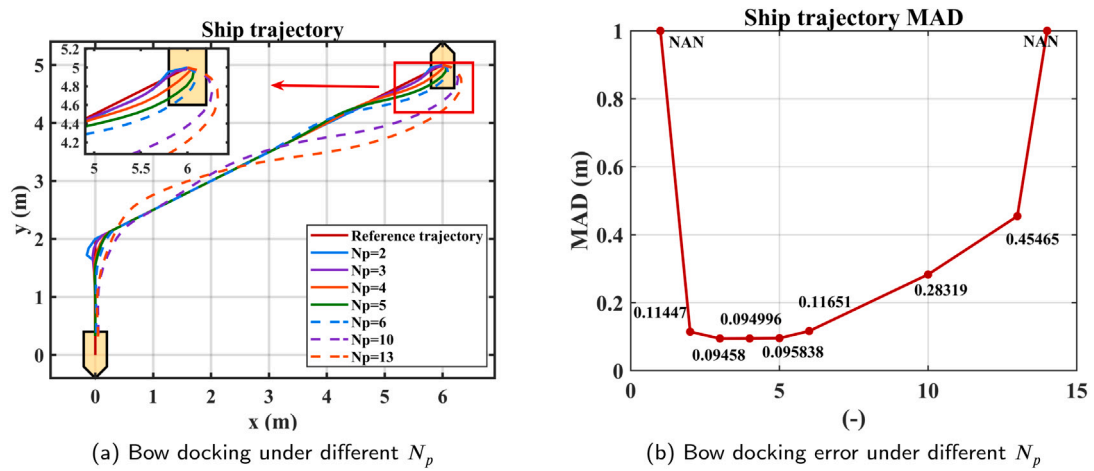 Ship trajectory
5.2
5
4.8
4.6
4.4
4.2
5
5.5
6
5
4
3
2
1
0
y (m)
Reference trajectory
Np=2
Np=3
Np=4
Np=5
Np=6
Np=10
Np=13
0
1
2
3
4
5
6
x (m)
(a) Bow docking under different Np
Ship trajectory MAD
1
0.8
0.6
0.4
0.2
0
MAD (m)
NAN
NAN
0.45465
0.28319
0.11651
0.11447
0.094996
0.09458
0.095838
0
5
10
15
(-)
(b) Bow docking error under different Np